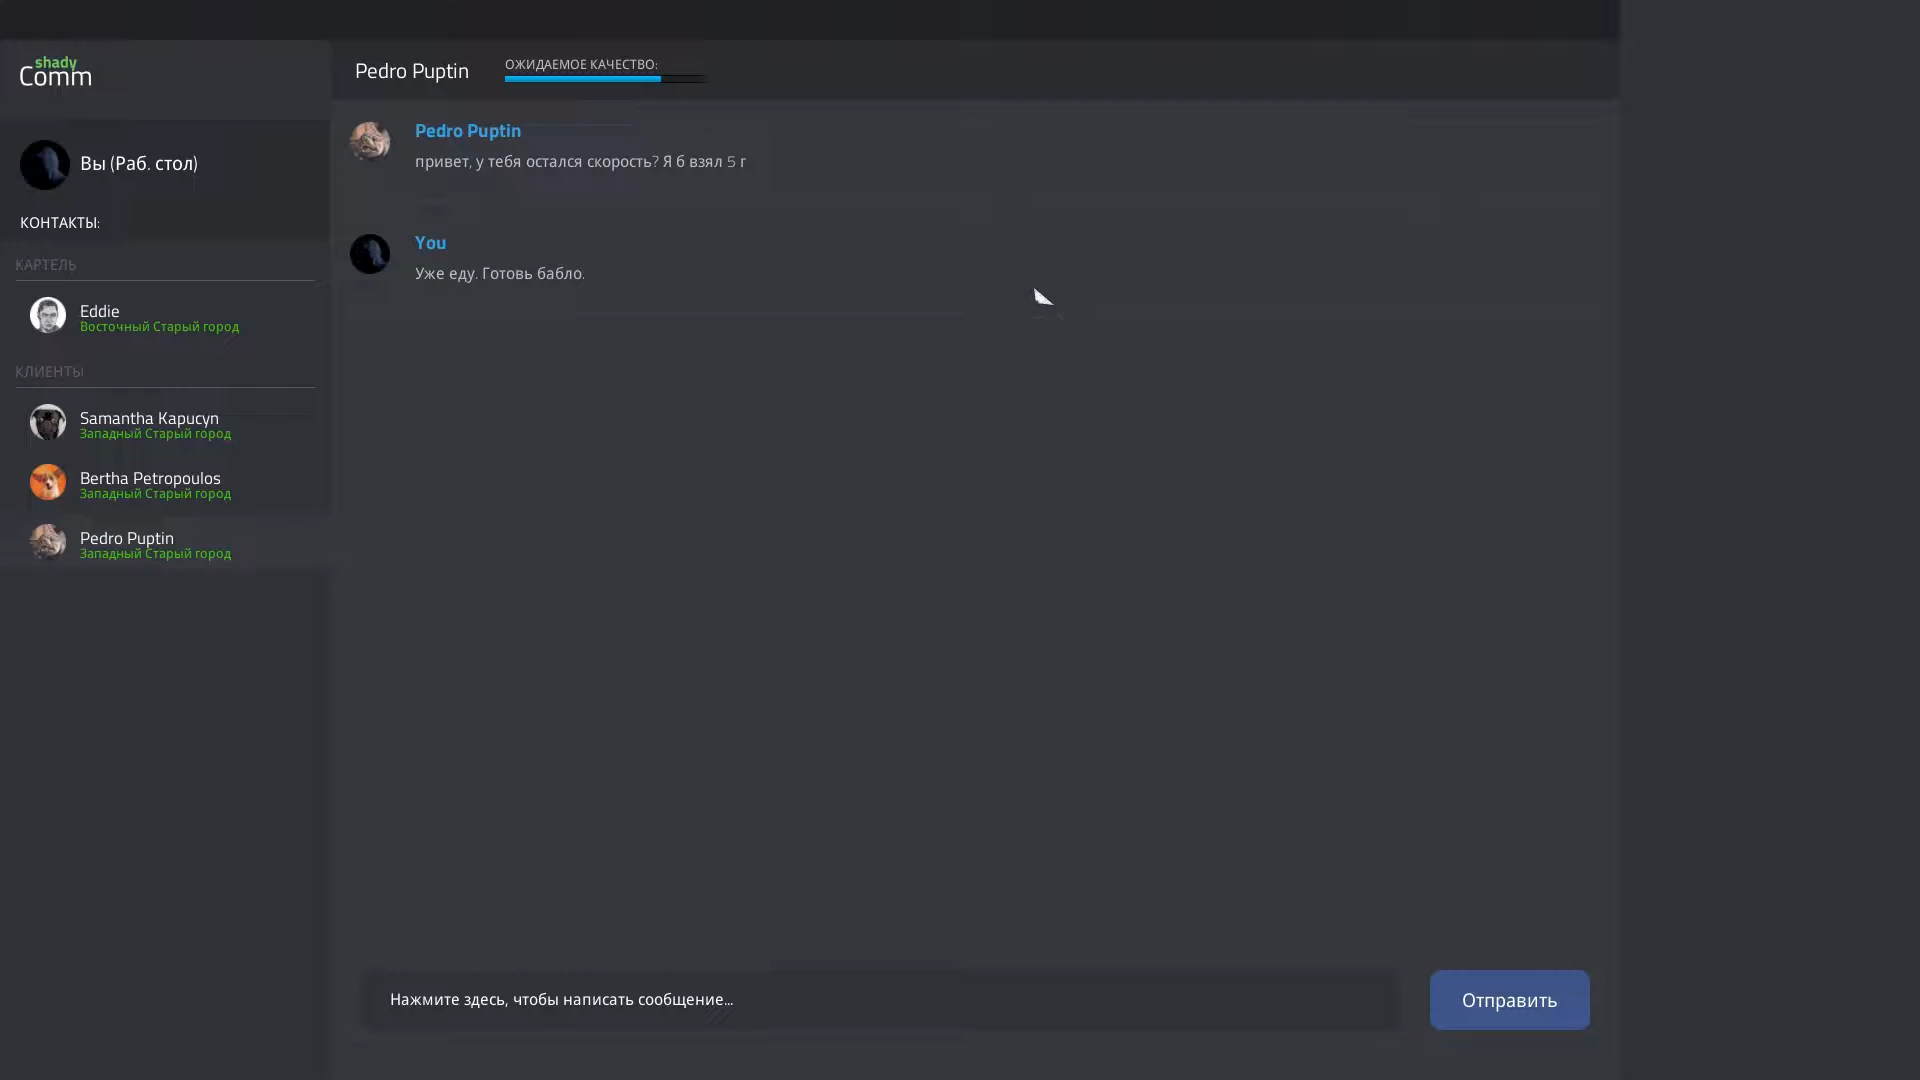 shady
Comm
Вы (Раб. стол)
КОНТАКТЫ:
КАРТЕЛЬ
Eddie
Восточный Старый город
КЛИЕНТЫ
Samantha Kapucyn
Западный Старый город
Bertha Petropoulos
Западный Старый город
Pedro Puptin
Западный Старый город
Pedro Puptin
ОЖИДАЕМОЕ КАЧЕСТВО:
Pedro Puptin
привет, у тебя остался скорость? Я б взял 5 г
You
Уже еду. Готовь бабло.
Нажмите здесь, чтобы написать сообщение...
Отправить